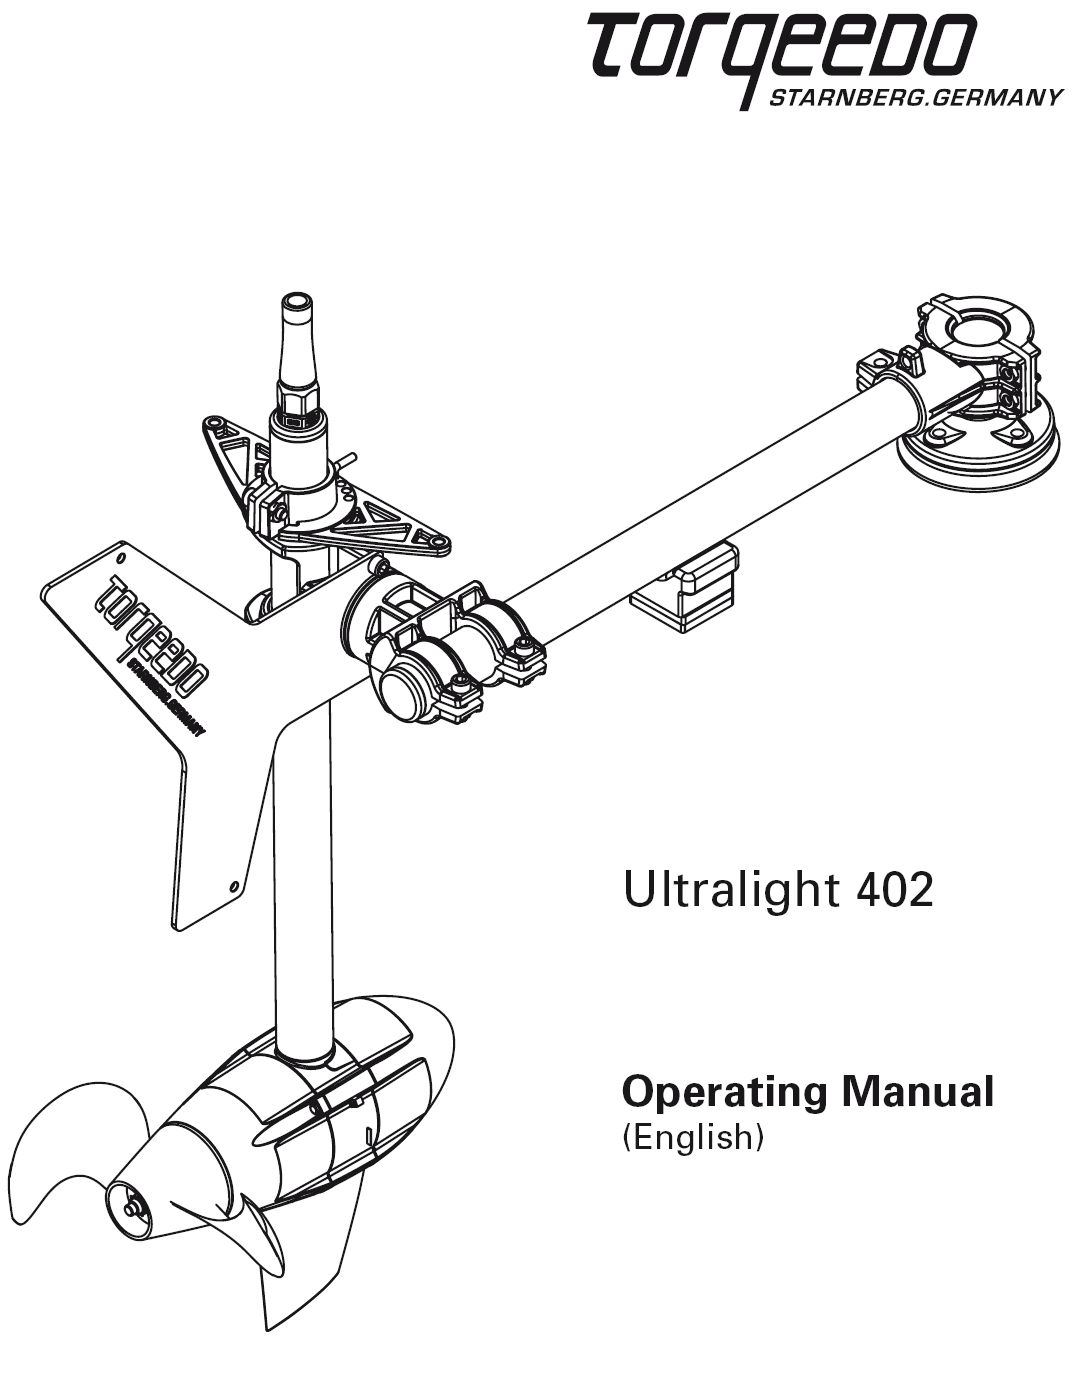 TORQEEDO
STARNBERG.GERMANY
TORQEEDO
STARNBERG.GERMANY
Ultralight 402
Operating Manual
(English)